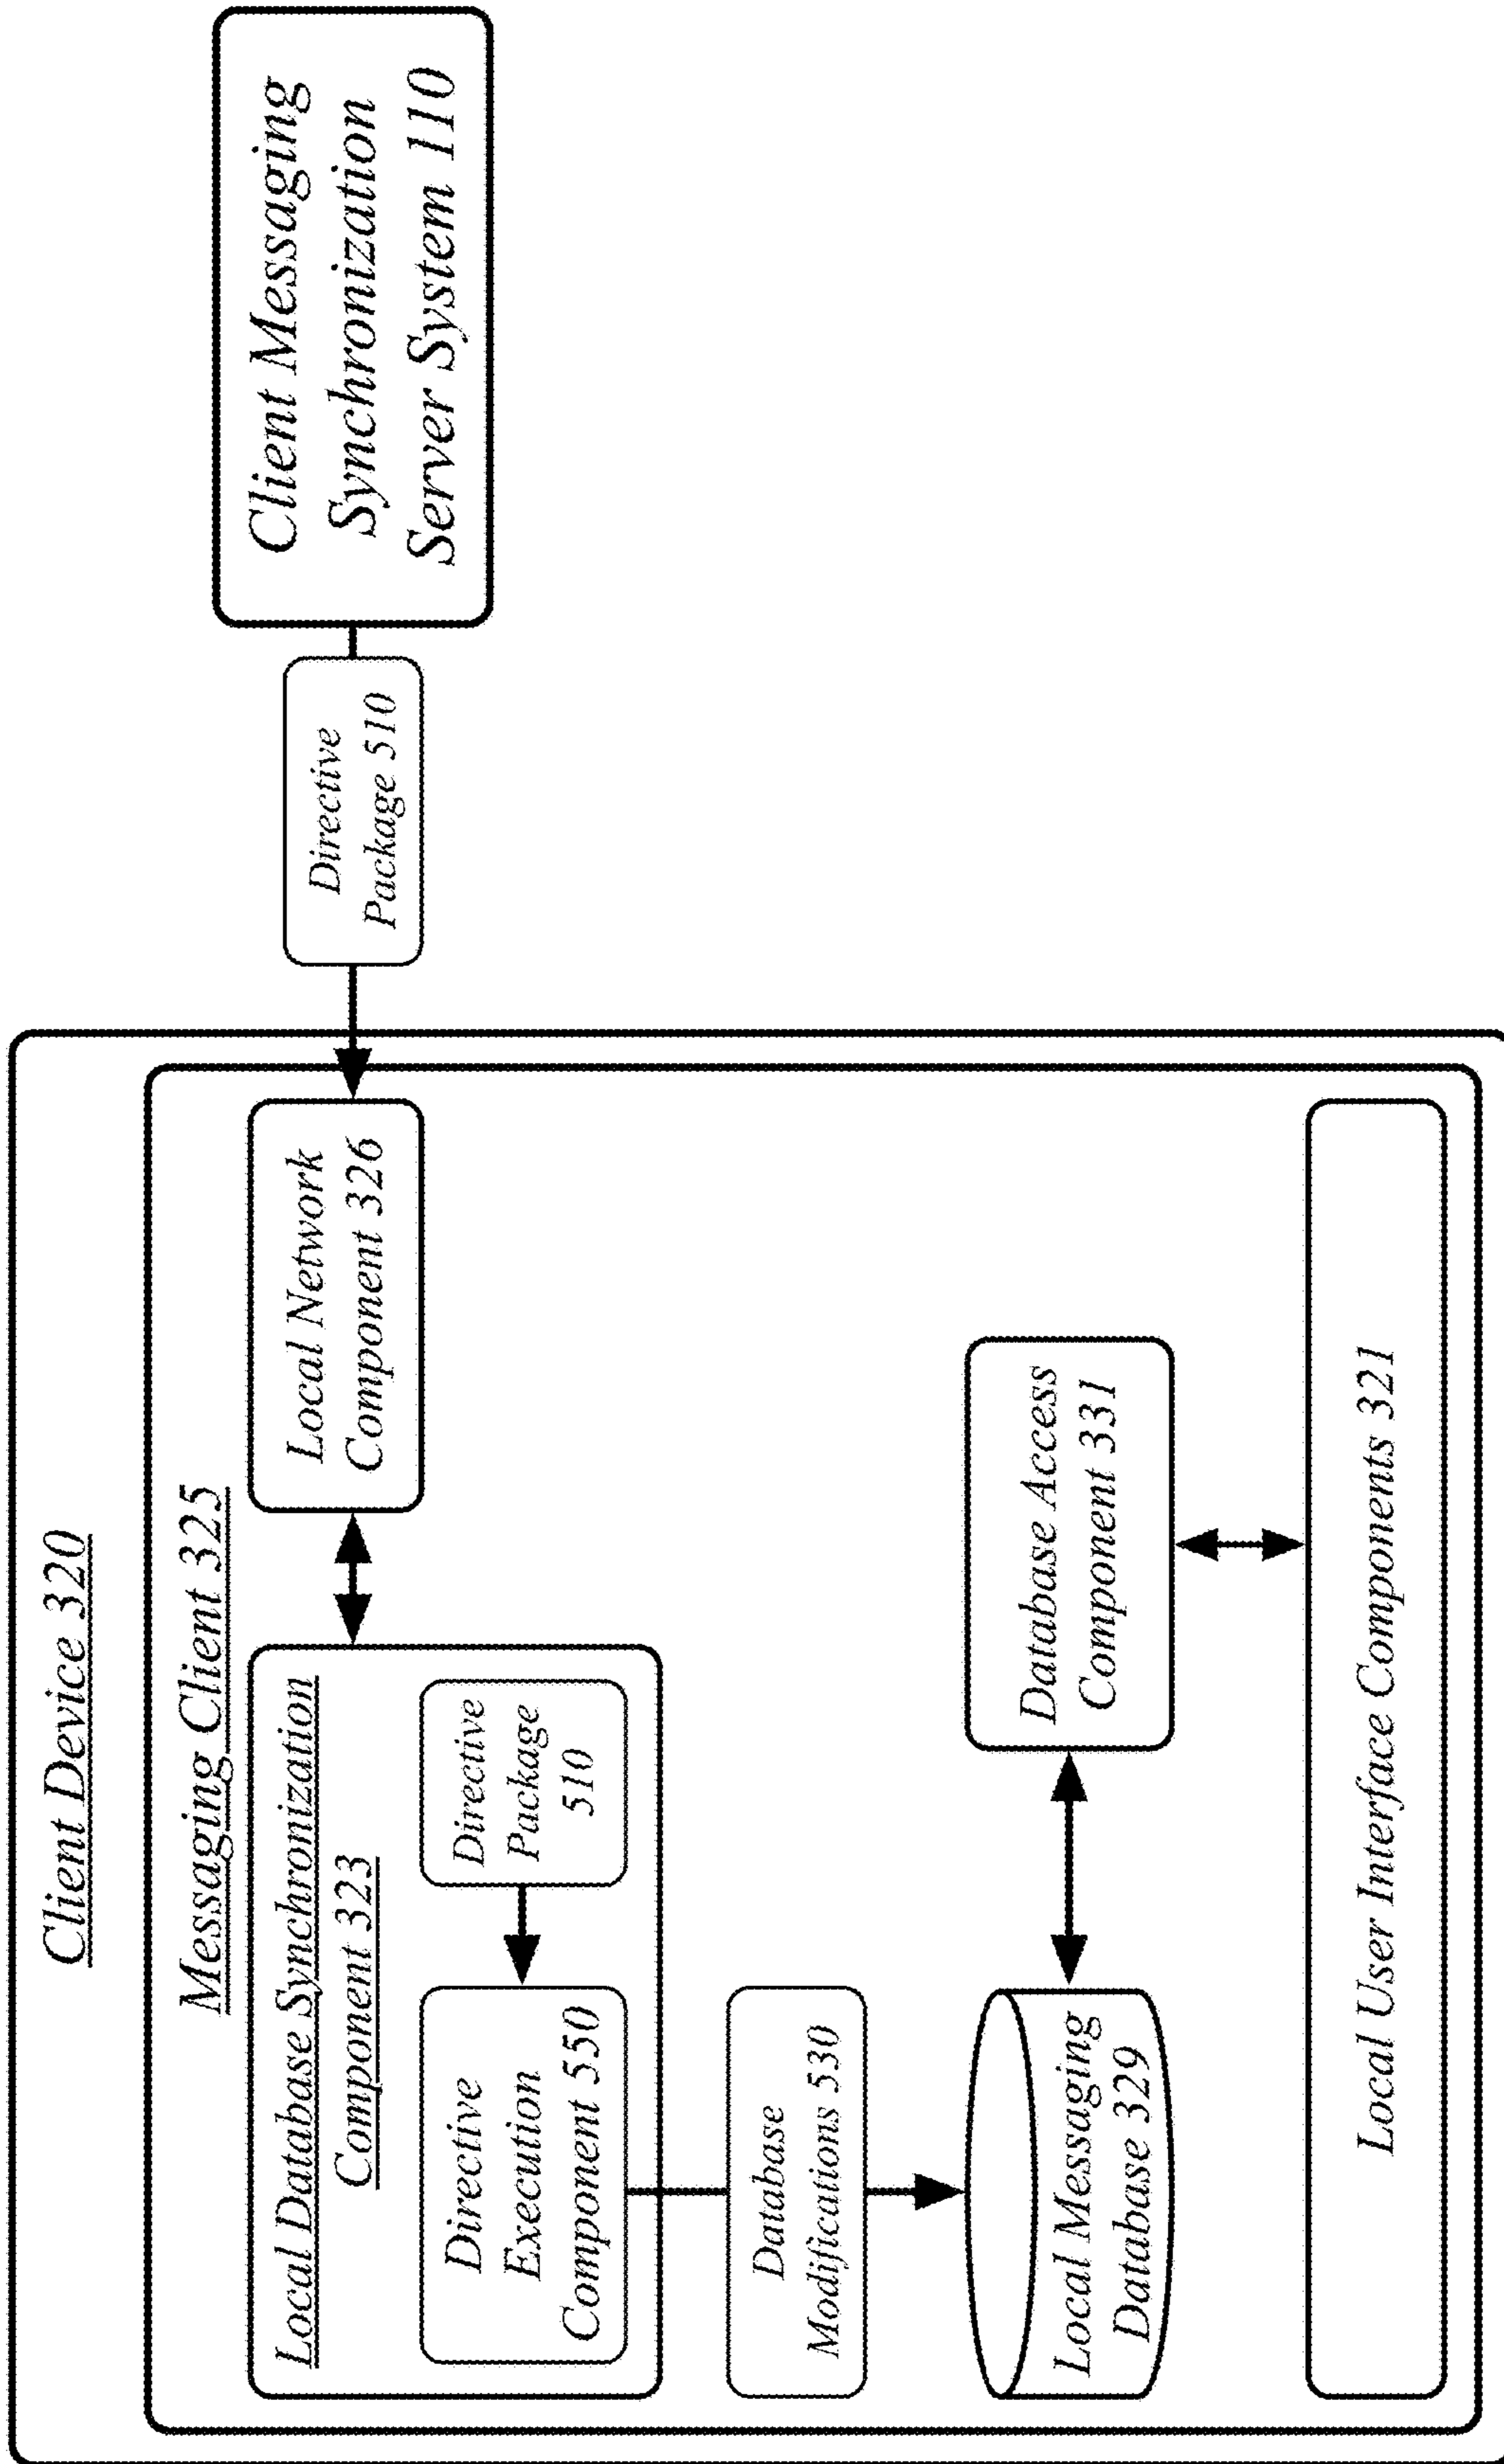 Client Device 320
Messaging Client 325
Local Database Synchronization
Component 323
Directive
Execution
Component 550
Directive
Package
510
Local Network
Component 326
Directive
Package 510
Client Messaging
Synchronization
Server System 110
Database
Modifications 530
Local Messaging
Database 329
Database Access
Component 331
Local User Interface Components 321